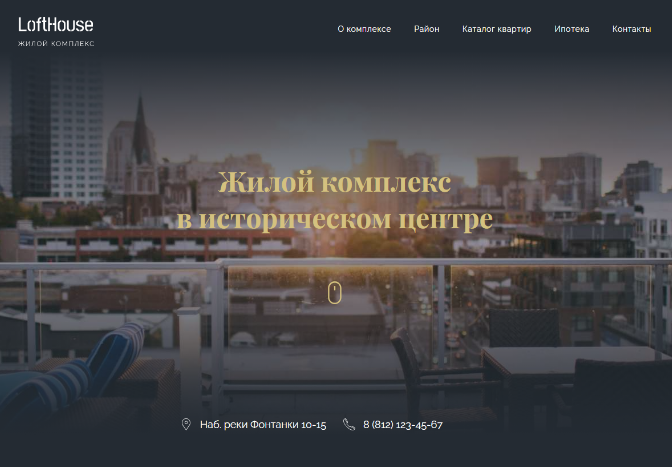 LoftHouse
ЖИЛОЙ КОМПЛЕКС
О комплексе
Район
Каталог квартир
Ипотека
Контакты
Жилой комплекс
в историческом центре
Наб. реки Фонтанки 10-15
8 (812) 123-45-67